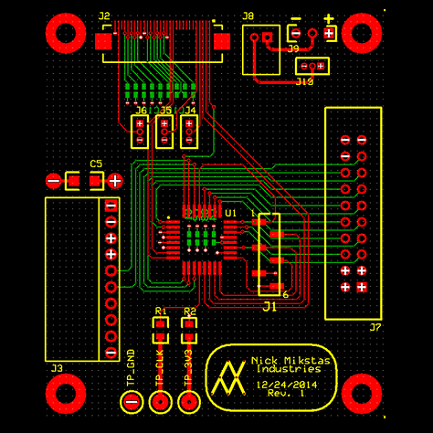 J2
J8
− +
J9
J10
J6 J5 J4
C5
− +
U1
1
6
J1
J7
J3
R1 R2
TP_GND
TP_CLK
TP_3V3
Nick Mikstas
Industries
12/24/2014
Rev. 1